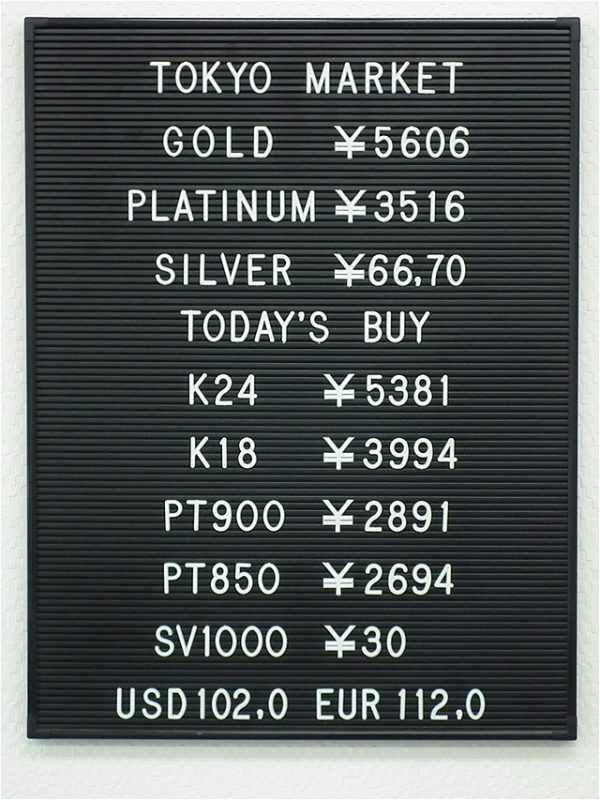 TOKYO MARKET
GOLD ¥5606
PLATINUM ¥3516
SILVER ¥66,70
TODAY'S BUY
K24 ¥5381
K18 ¥3994
PT900 ¥2891
PT850 ¥2694
SV1000 ¥30
USD102,0 EUR 112,0